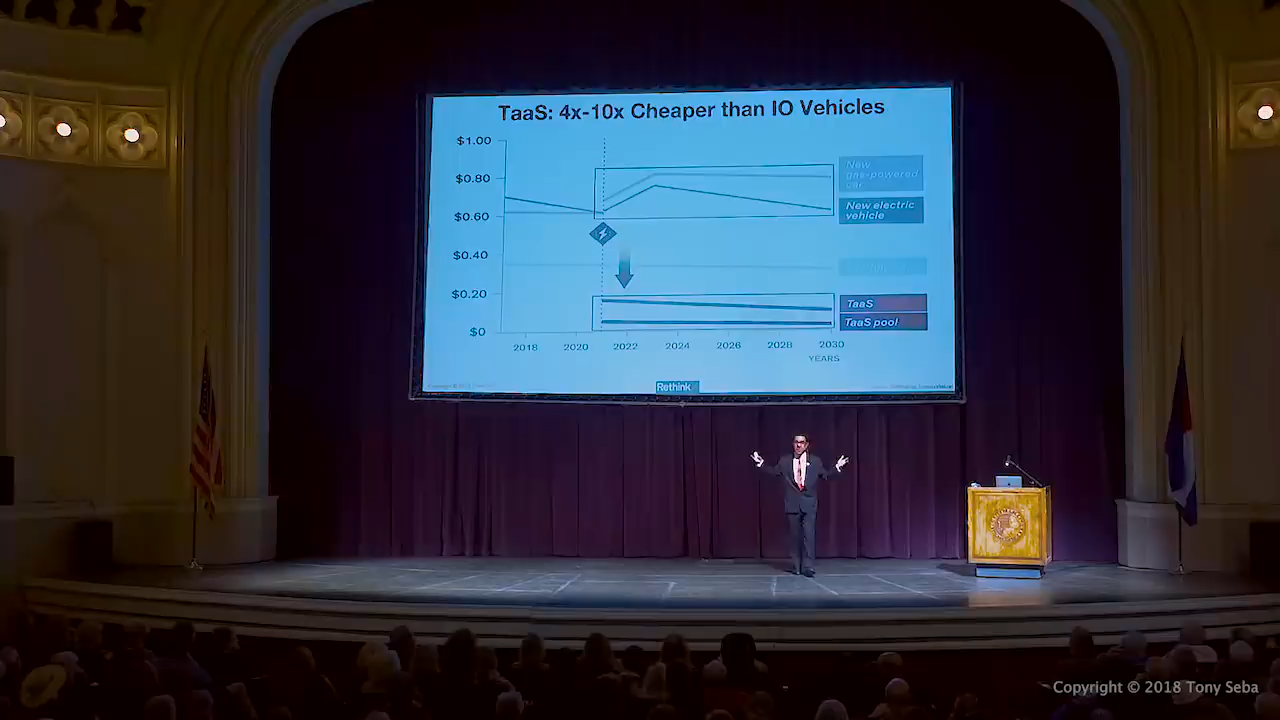 TaaS: 4x-10x Cheaper than IO Vehicles
$1.00
$0.80
$0.60
$0.40
$0.20
$0
New
gas-powered
car
New electric
vehicle
TaaS
TaaS pool
2018
2020
2022
2024
2026
2028
2030
YEARS
Rethink
Copyright © 2018 Tony Seba